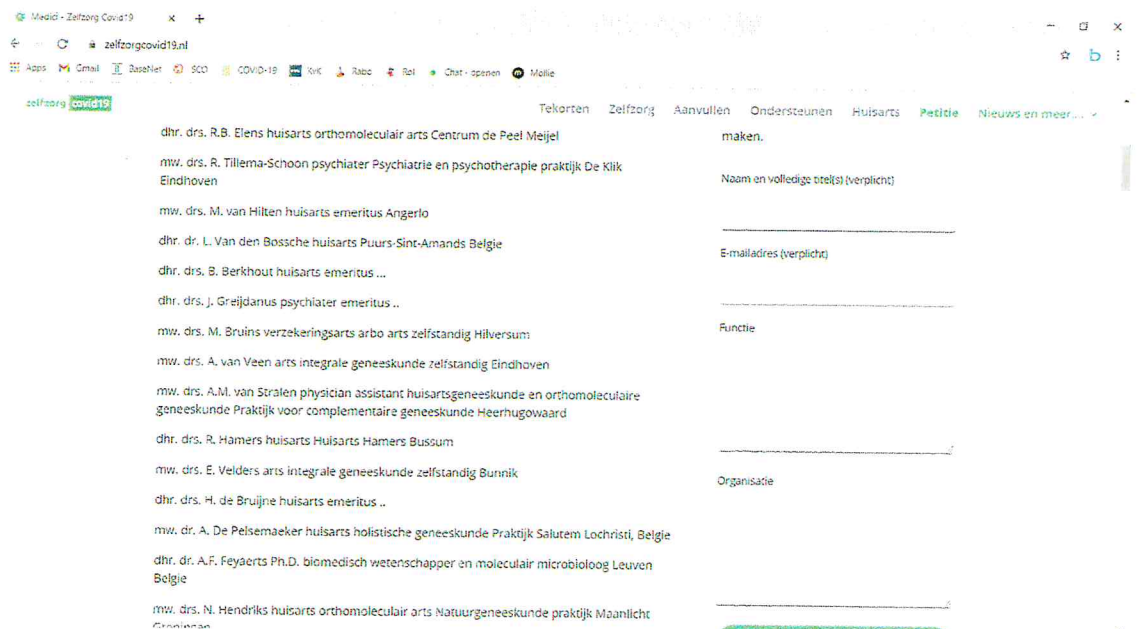 Medici - Zelfzorg Covid19
zelfzorgcovid19.nl
Apps Gmail BaseNet SCO COVID-19 KvK Rabo Rol Chat - openen Mollie
zelfzorg covid19
Tekorten Zelfzorg Aanvullen Ondersteunen Huisarts Petitie Nieuws en meer....
dhr. drs. R.B. Elens huisarts orthomoleculair arts Centrum de Peel Meijel
mw. drs. R. Tillema-Schoon psychiater Psychiatrie en psychotherapie praktijk De Klik
Eindhoven
mw. drs. M. van Hilten huisarts emeritus Angerlo
dhr. dr. L. Van den Bossche huisarts Puurs-Sint-Amands Belgie
dhr. drs. B. Berkhout huisarts emeritus ...
dhr. drs. J. Greijdanus psychiater emeritus ..
mw. drs. M. Bruins verzekeringsarts arbo arts zelfstandig Hilversum
mw. drs. A. van Veen arts integrale geneeskunde zelfstandig Eindhoven
mw. drs. A.M. van Stralen physician assistant huisartsgeneeskunde en orthomoleculaire
geneeskunde Praktijk voor complementaire geneeskunde Heerhugowaard
dhr. drs. R. Hamers huisarts Huisarts Hamers Bussum
mw. drs. E. Velders arts integrale geneeskunde zelfstandig Bunnik
dhr. drs. H. de Bruijne huisarts emeritus ..
mw. dr. A. De Pelsemaeker huisarts holistische geneeskunde Praktijk Salutem Lochristi, Belgie
dhr. dr. A.F. Feyaerts Ph.D. biomedisch wetenschapper en moleculair microbioloog Leuven
Belgie
mw. drs. N. Hendriks huisarts orthomoleculair arts Natuurgeneeskunde praktijk Maanlicht
Groningen
maken.
Naam en volledige titel(s) (verplicht)
E-mailadres (verplicht)
Functie
Organisatie